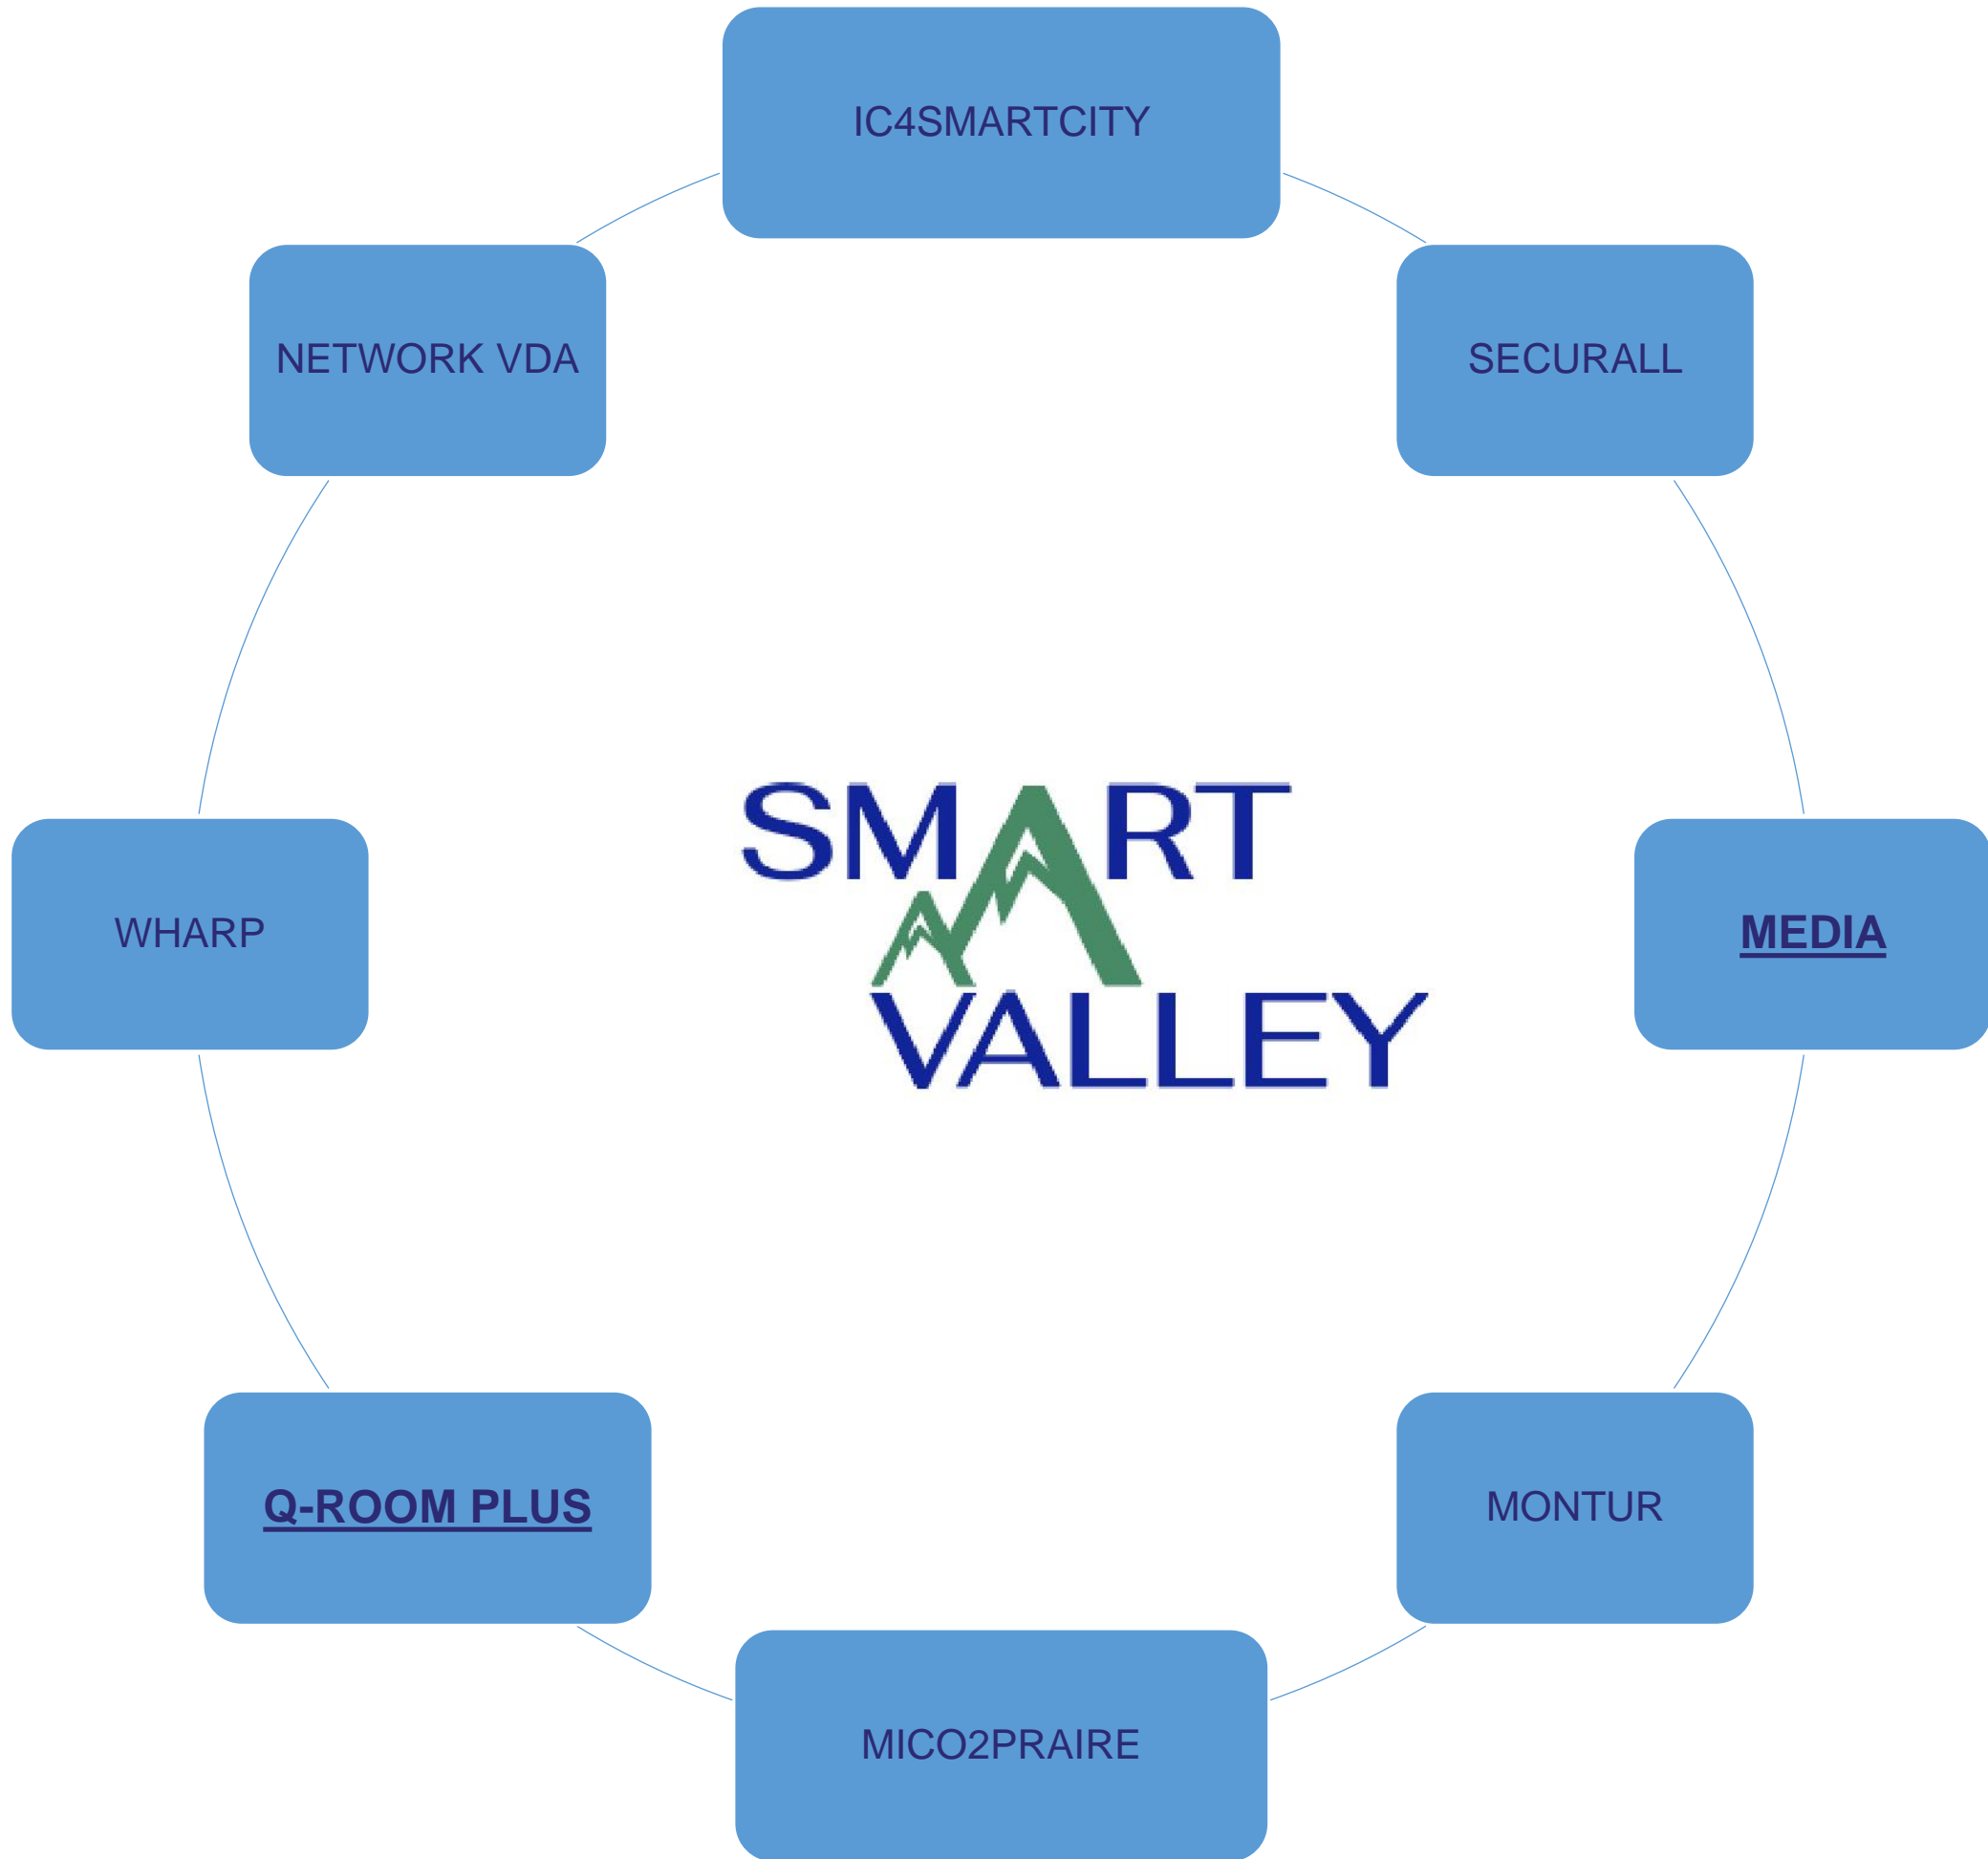 IC4SMARTCITY
NETWORK VDA
SECURALL
SMART
VALLEY
WHARP
MEDIA
Q-ROOM PLUS
MONTUR
MICO2PRAIRE